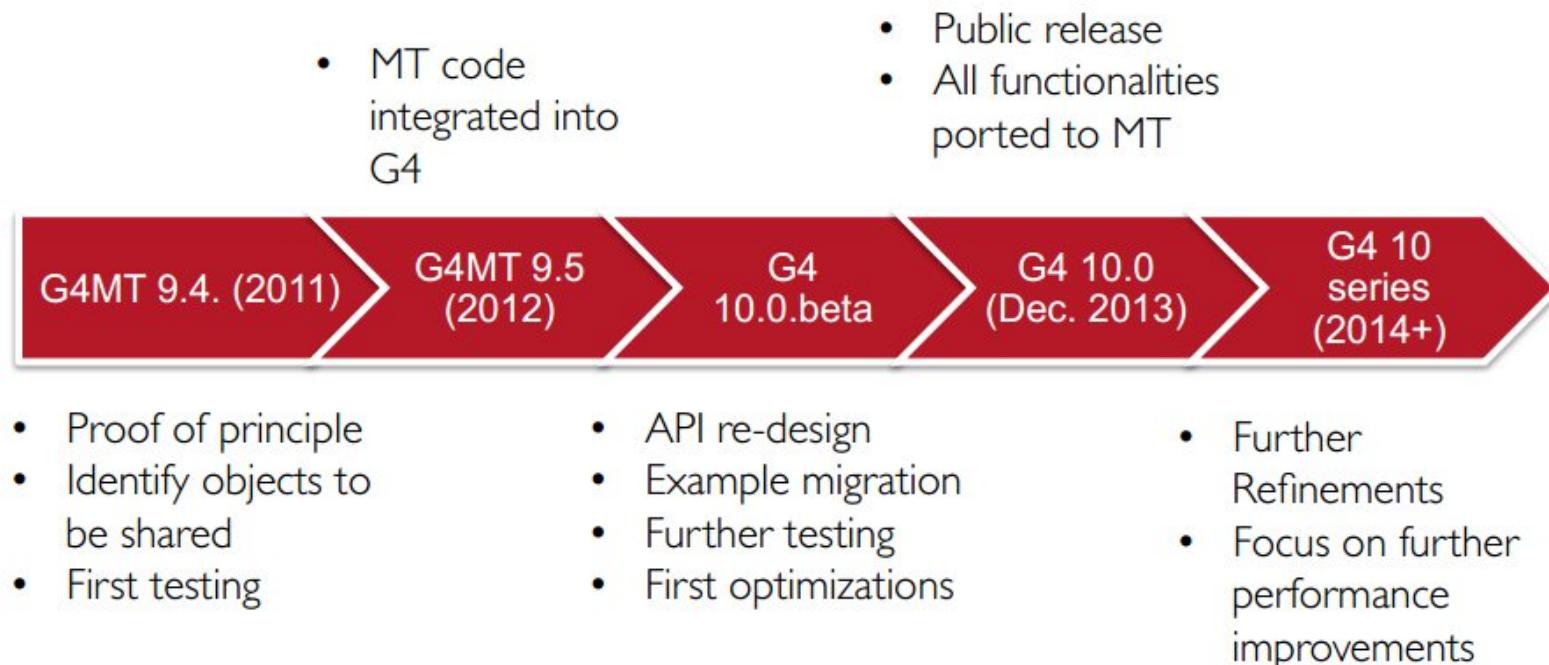 • MT code
integrated into
G4
• Public release
• All functionalities
ported to MT
G4MT 9.4. (2011)
G4MT 9.5
(2012)
G4
10.0.beta
G4 10.0
(Dec. 2013)
G4 10
series
(2014+)
• Proof of principle
• Identify objects to
be shared
• First testing
• API re-design
• Example migration
• Further testing
• First optimizations
• Further
Refinements
• Focus on further
performance
improvements